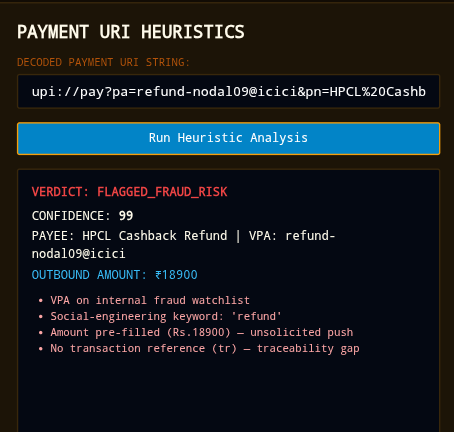 PAYMENT URI HEURISTICS
DECODED PAYMENT URI STRING:
upi://pay?pa=refund-nodal09@icici&pn=HPCL%20Cashb
Run Heuristic Analysis
VERDICT: FLAGGED_FRAUD_RISK
CONFIDENCE: 99
PAYEE: HPCL Cashback Refund | VPA: refund-
nodal09@icici
OUTBOUND AMOUNT: ₹18900
• VPA on internal fraud watchlist
• Social-engineering keyword: 'refund'
• Amount pre-filled (Rs.18900) — unsolicited push
• No transaction reference (tr) — traceability gap